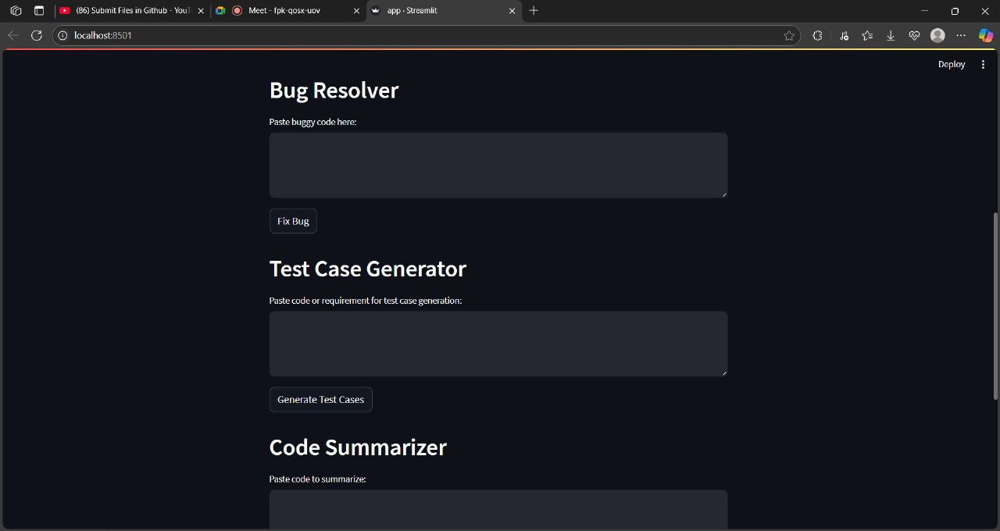 (86) Submit Files in Github - YouT
Meet - fpk-qosx-uov
app · Streamlit
localhost:8501
Deploy
Bug Resolver
Paste buggy code here:
Fix Bug
Test Case Generator
Paste code or requirement for test case generation:
Generate Test Cases
Code Summarizer
Paste code to summarize: